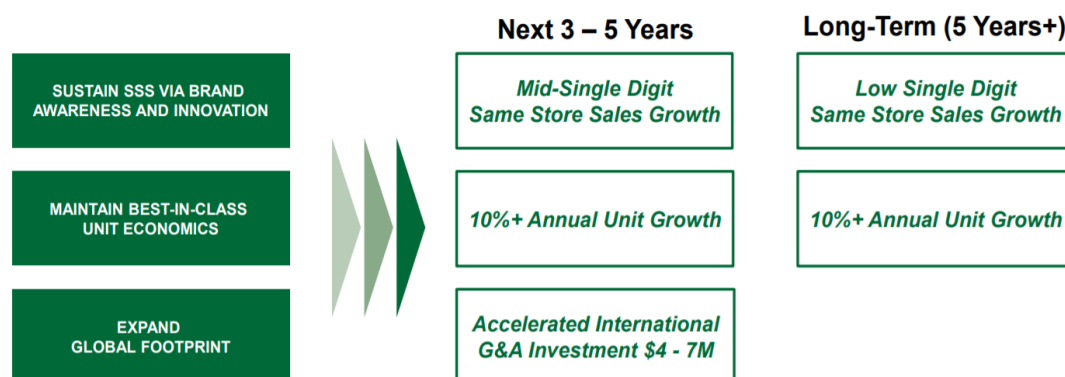 Next 3 – 5 Years
Long-Term (5 Years+)
SUSTAIN SSS VIA BRAND
AWARENESS AND INNOVATION
Mid-Single Digit
Same Store Sales Growth
Low Single Digit
Same Store Sales Growth
MAINTAIN BEST-IN-CLASS
UNIT ECONOMICS
10%+ Annual Unit Growth
10%+ Annual Unit Growth
EXPAND
GLOBAL FOOTPRINT
Accelerated International
G&A Investment $4 - 7M